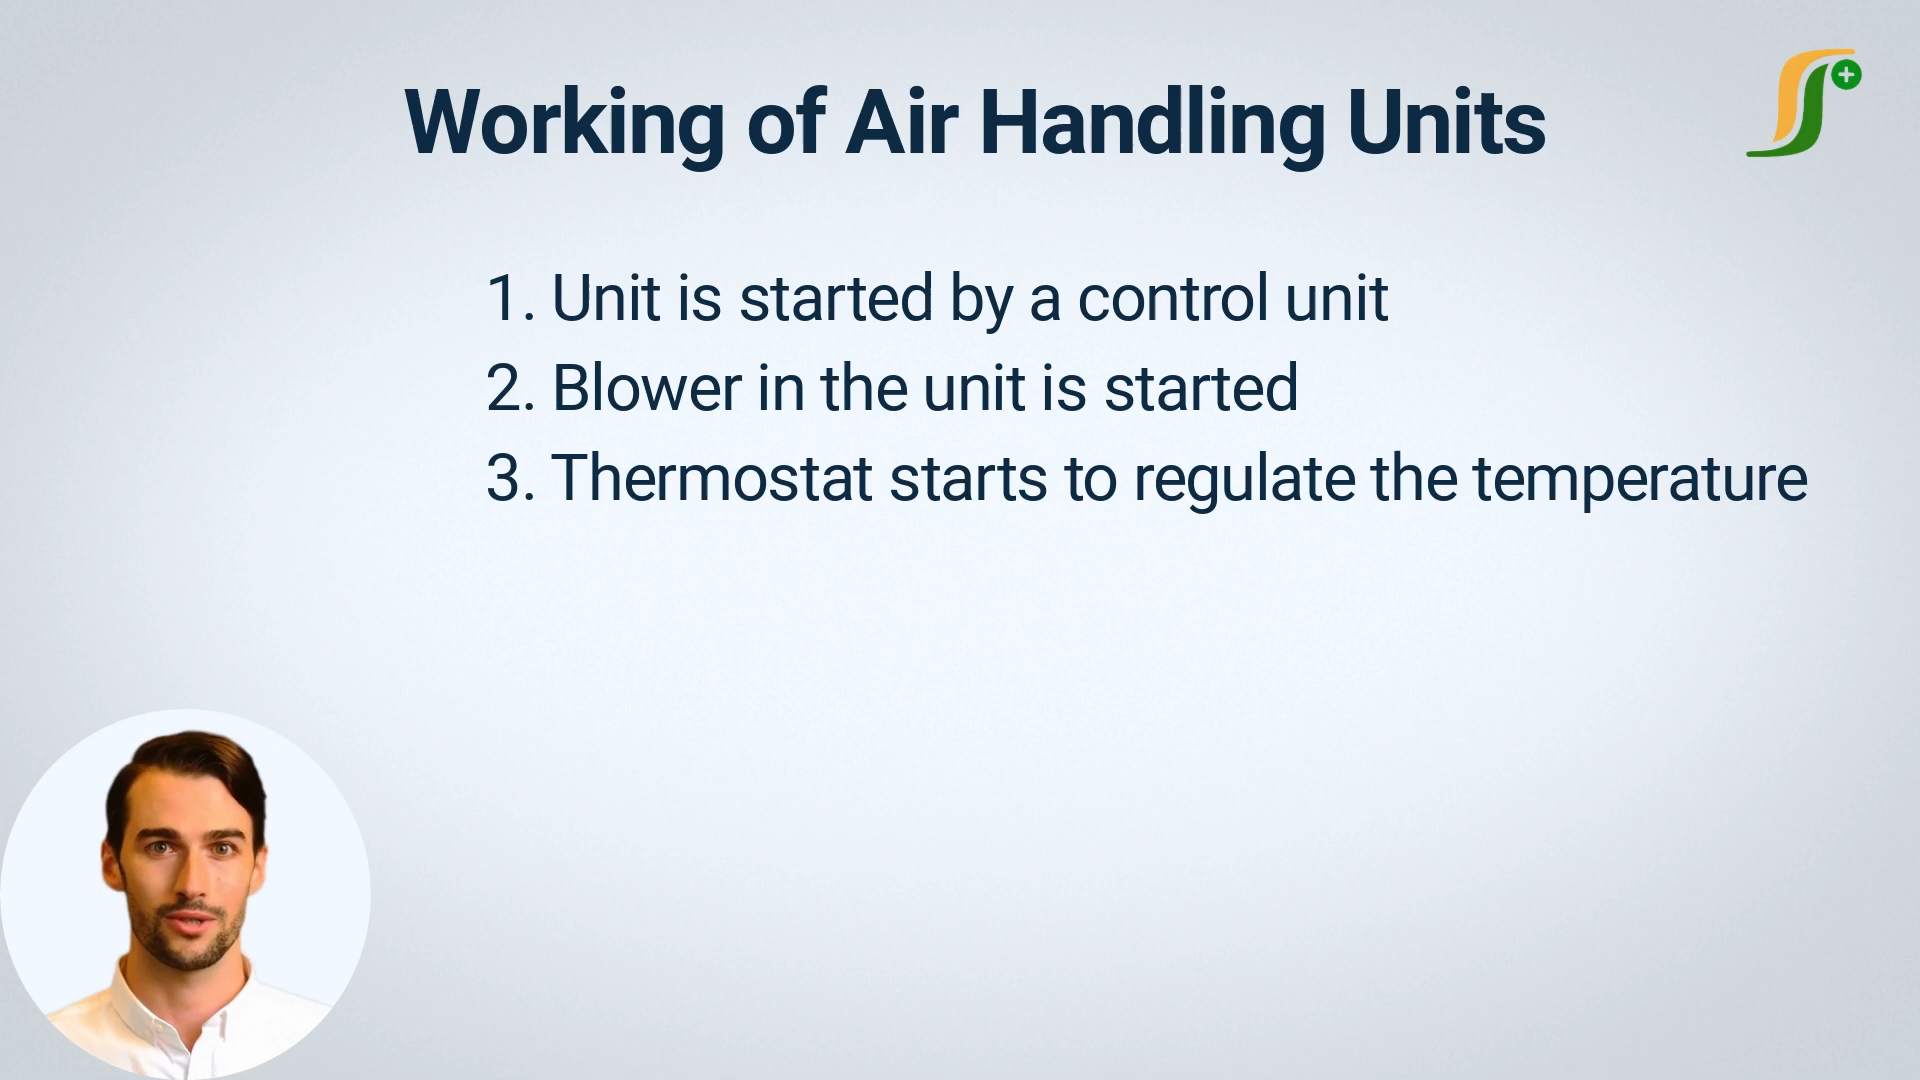 Working of Air Handling Units
1. Unit is started by a control unit
2. Blower in the unit is started
3. Thermostat starts to regulate the temperature